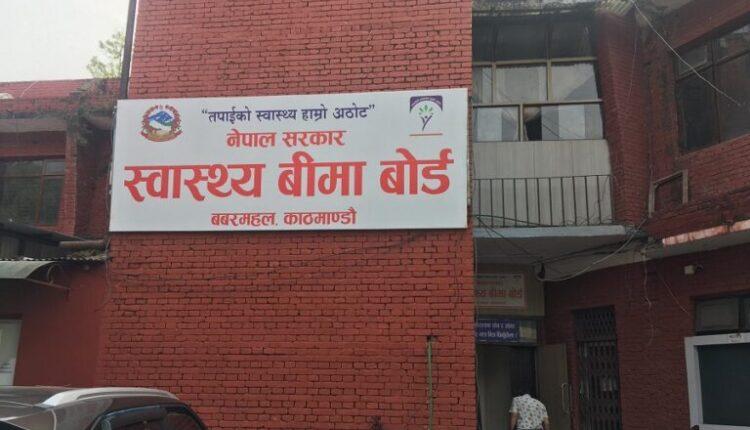 "तपाईको स्वास्थ्य हाम्रो अठोट"
नेपाल सरकार
स्वास्थ्य बीमा बोर्ड
बबरमहल, काठमाण्डौ
बीमा बोर्ड